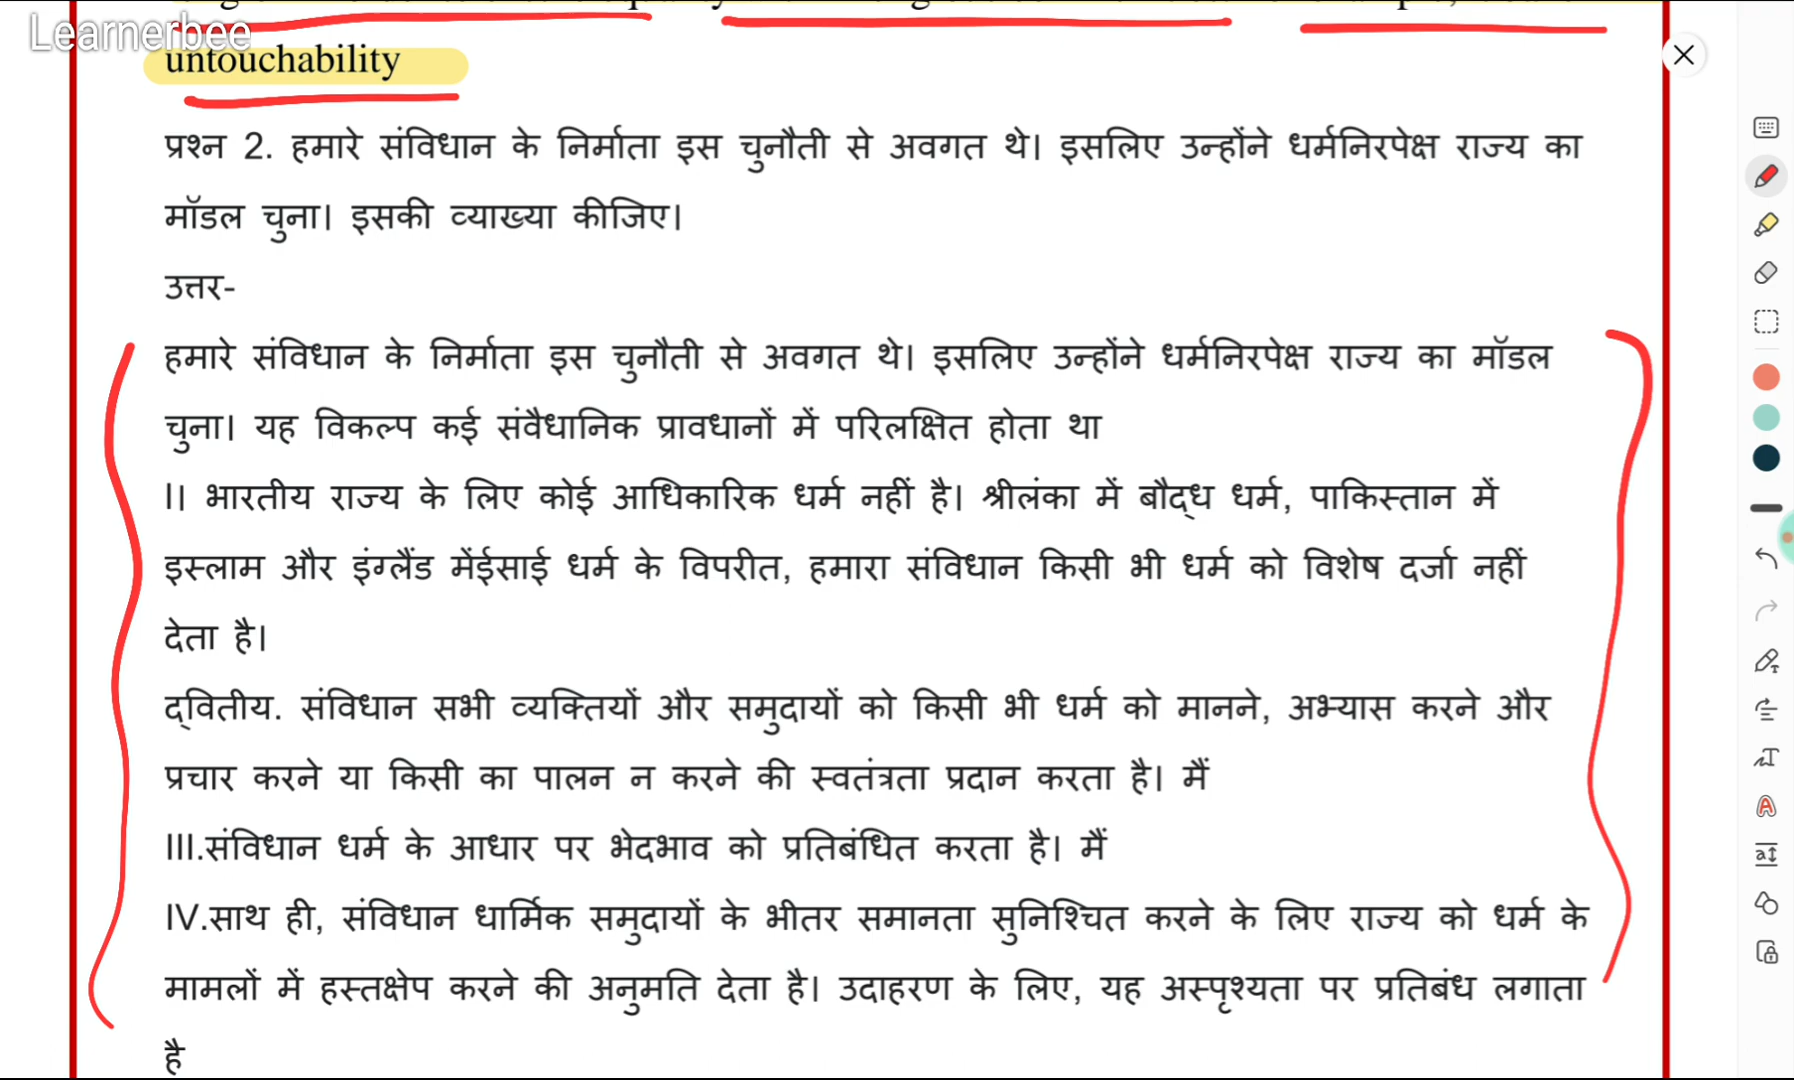 Learnerbee
untouchability
प्रश्न 2. हमारे संविधान के निर्माता इस चुनौती से अवगत थे। इसलिए उन्होंने धर्मनिरपेक्ष राज्य का
मॉडल चुना। इसकी व्याख्या कीजिए।
उत्तर-
हमारे संविधान के निर्माता इस चुनौती से अवगत थे। इसलिए उन्होंने धर्मनिरपेक्ष राज्य का मॉडल
चुना। यह विकल्प कई संवैधानिक प्रावधानों में परिलक्षित होता था
I। भारतीय राज्य के लिए कोई आधिकारिक धर्म नहीं है। श्रीलंका में बौद्ध धर्म, पाकिस्तान में
इस्लाम और इंग्लैंड मेंईसाई धर्म के विपरीत, हमारा संविधान किसी भी धर्म को विशेष दर्जा नहीं
देता है।
द्वितीय. संविधान सभी व्यक्तियों और समुदायों को किसी भी धर्म को मानने, अभ्यास करने और
प्रचार करने या किसी का पालन न करने की स्वतंत्रता प्रदान करता है। मैं
III.संविधान धर्म के आधार पर भेदभाव को प्रतिबंधित करता है। मैं
IV.साथ ही, संविधान धार्मिक समुदायों के भीतर समानता सुनिश्चित करने के लिए राज्य को धर्म के
मामलों में हस्तक्षेप करने की अनुमति देता है। उदाहरण के लिए, यह अस्पृश्यता पर प्रतिबंध लगाता
है